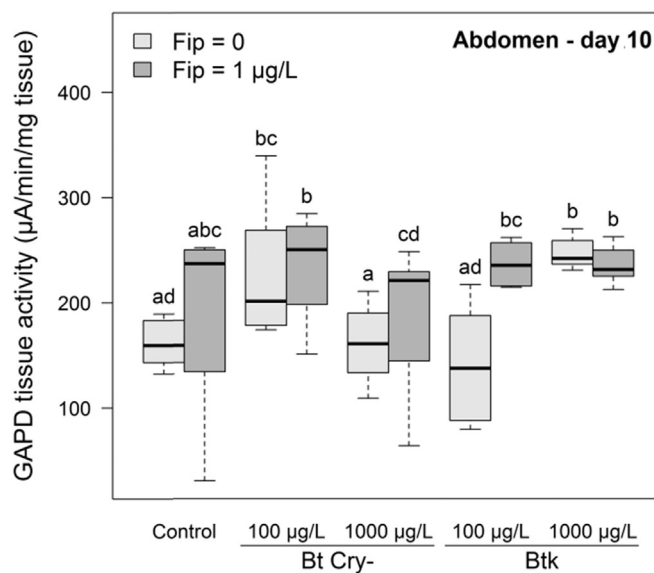 Fip = 0
Fip = 1 µg/L
Abdomen - day 10
GAPD tissue activity (µA/min/mg tissue)
400
300
200
100
ad
abc
bc
b
a
cd
ad
bc
b
b
Control
100 µg/L
1000 µg/L
100 µg/L
1000 µg/L
Bt Cry-
Btk